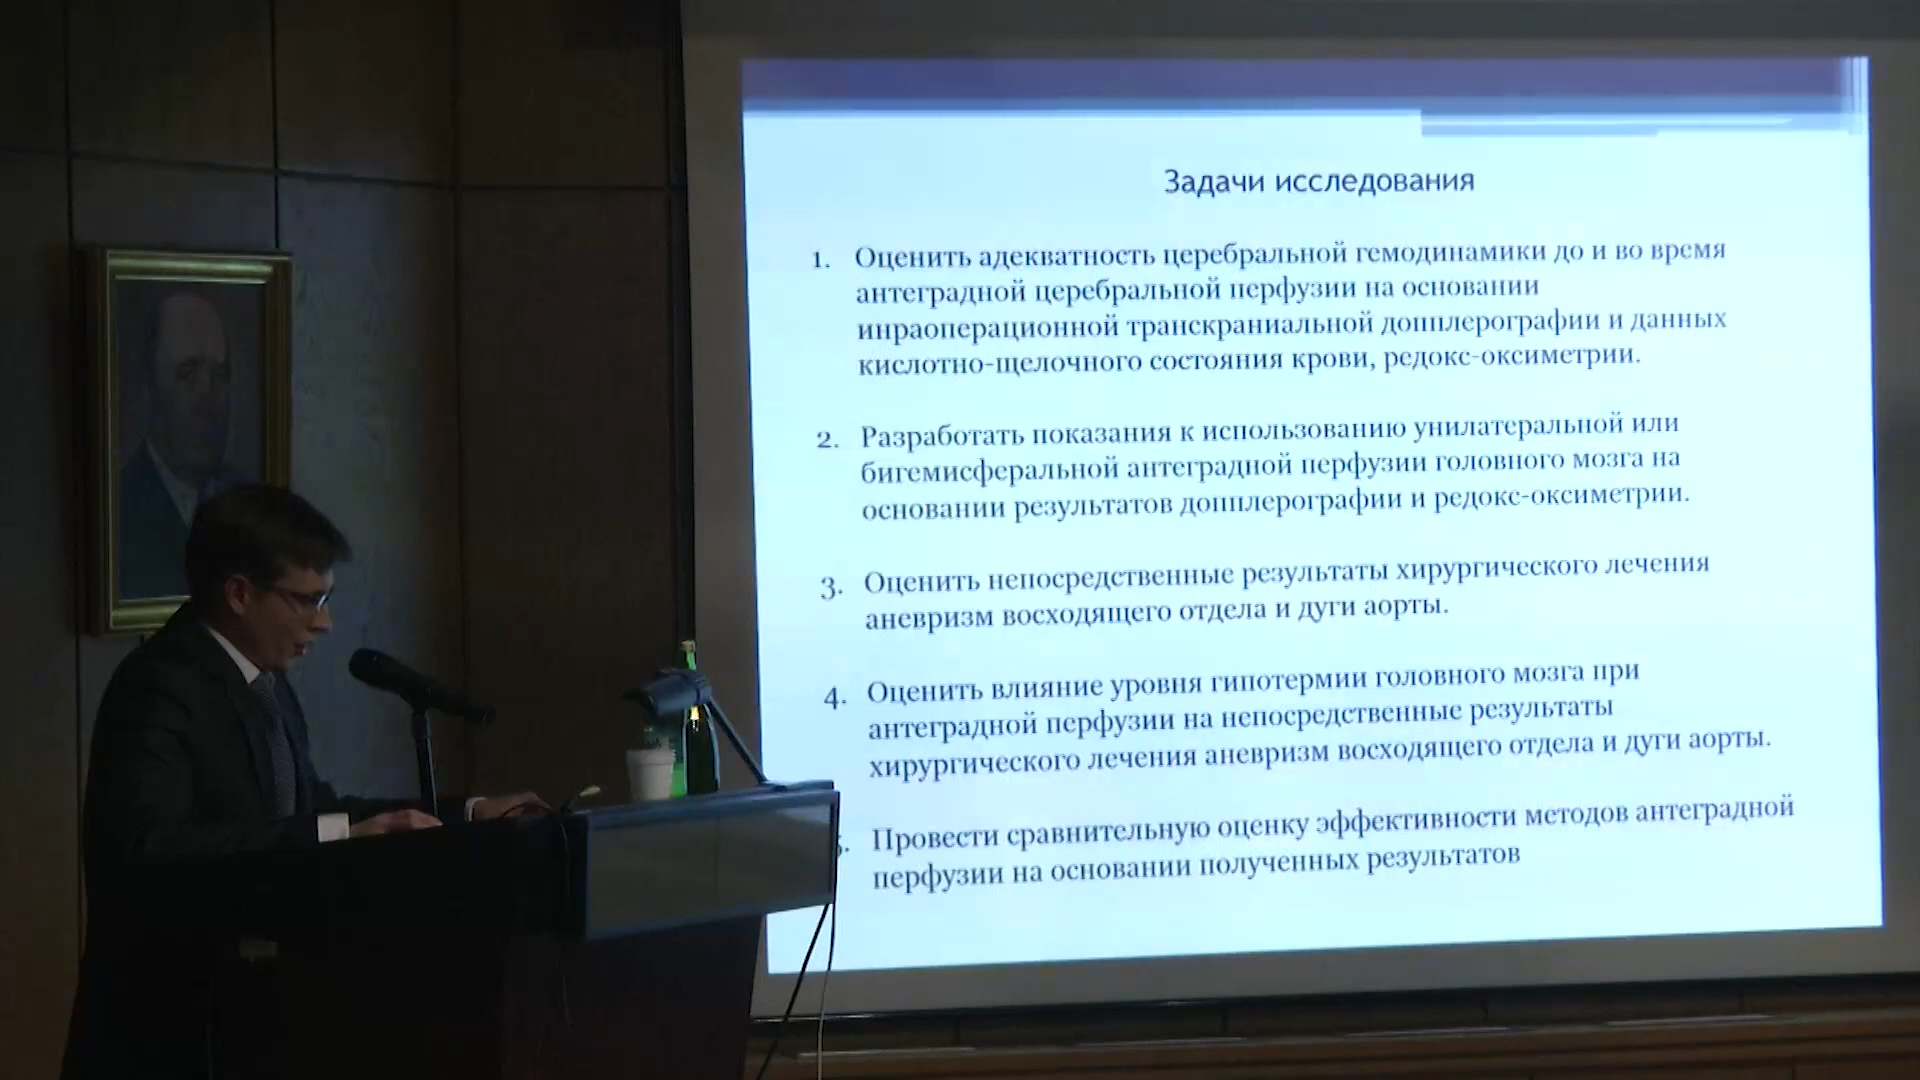 Задачи исследования
1. Оценить адекватность церебральной гемодинамики до и во время
антеградной церебральной перфузии на основании
инраоперационной транскраниальной допплерографии и данных
кислотно-щелочного состояния крови, редокс-оксиметрии.
2. Разработать показания к использованию унилатеральной или
бигемисферальной антеградной перфузии головного мозга на
основании результатов допплерографии и редокс-оксиметрии.
3. Оценить непосредственные результаты хирургического лечения
аневризм восходящего отдела и дуги аорты.
4. Оценить влияние уровня гипотермии головного мозга при
антеградной перфузии на непосредственные результаты
хирургического лечения аневризм восходящего отдела и дуги аорты.
5. Провести сравнительную оценку эффективности методов антеградной
перфузии на основании полученных результатов